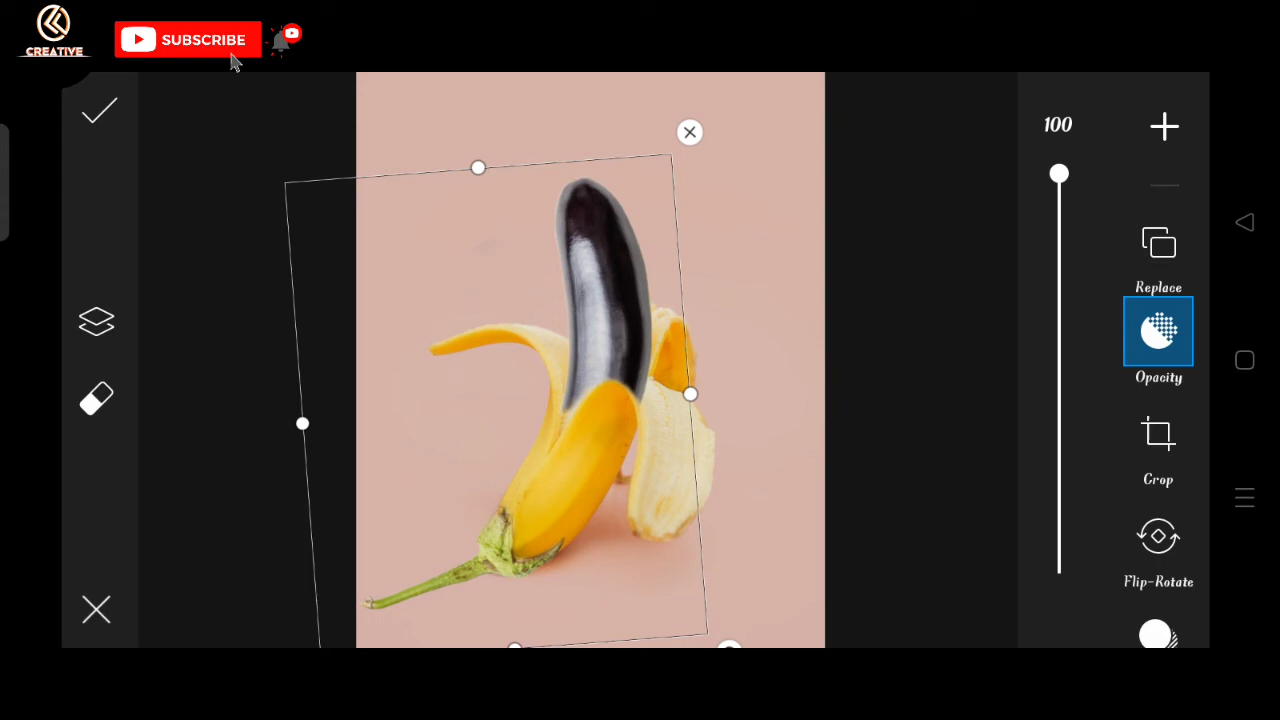 CREATIVE
SUBSCRIBE
100
Replace
Opacity
Crop
Flip-Rotate